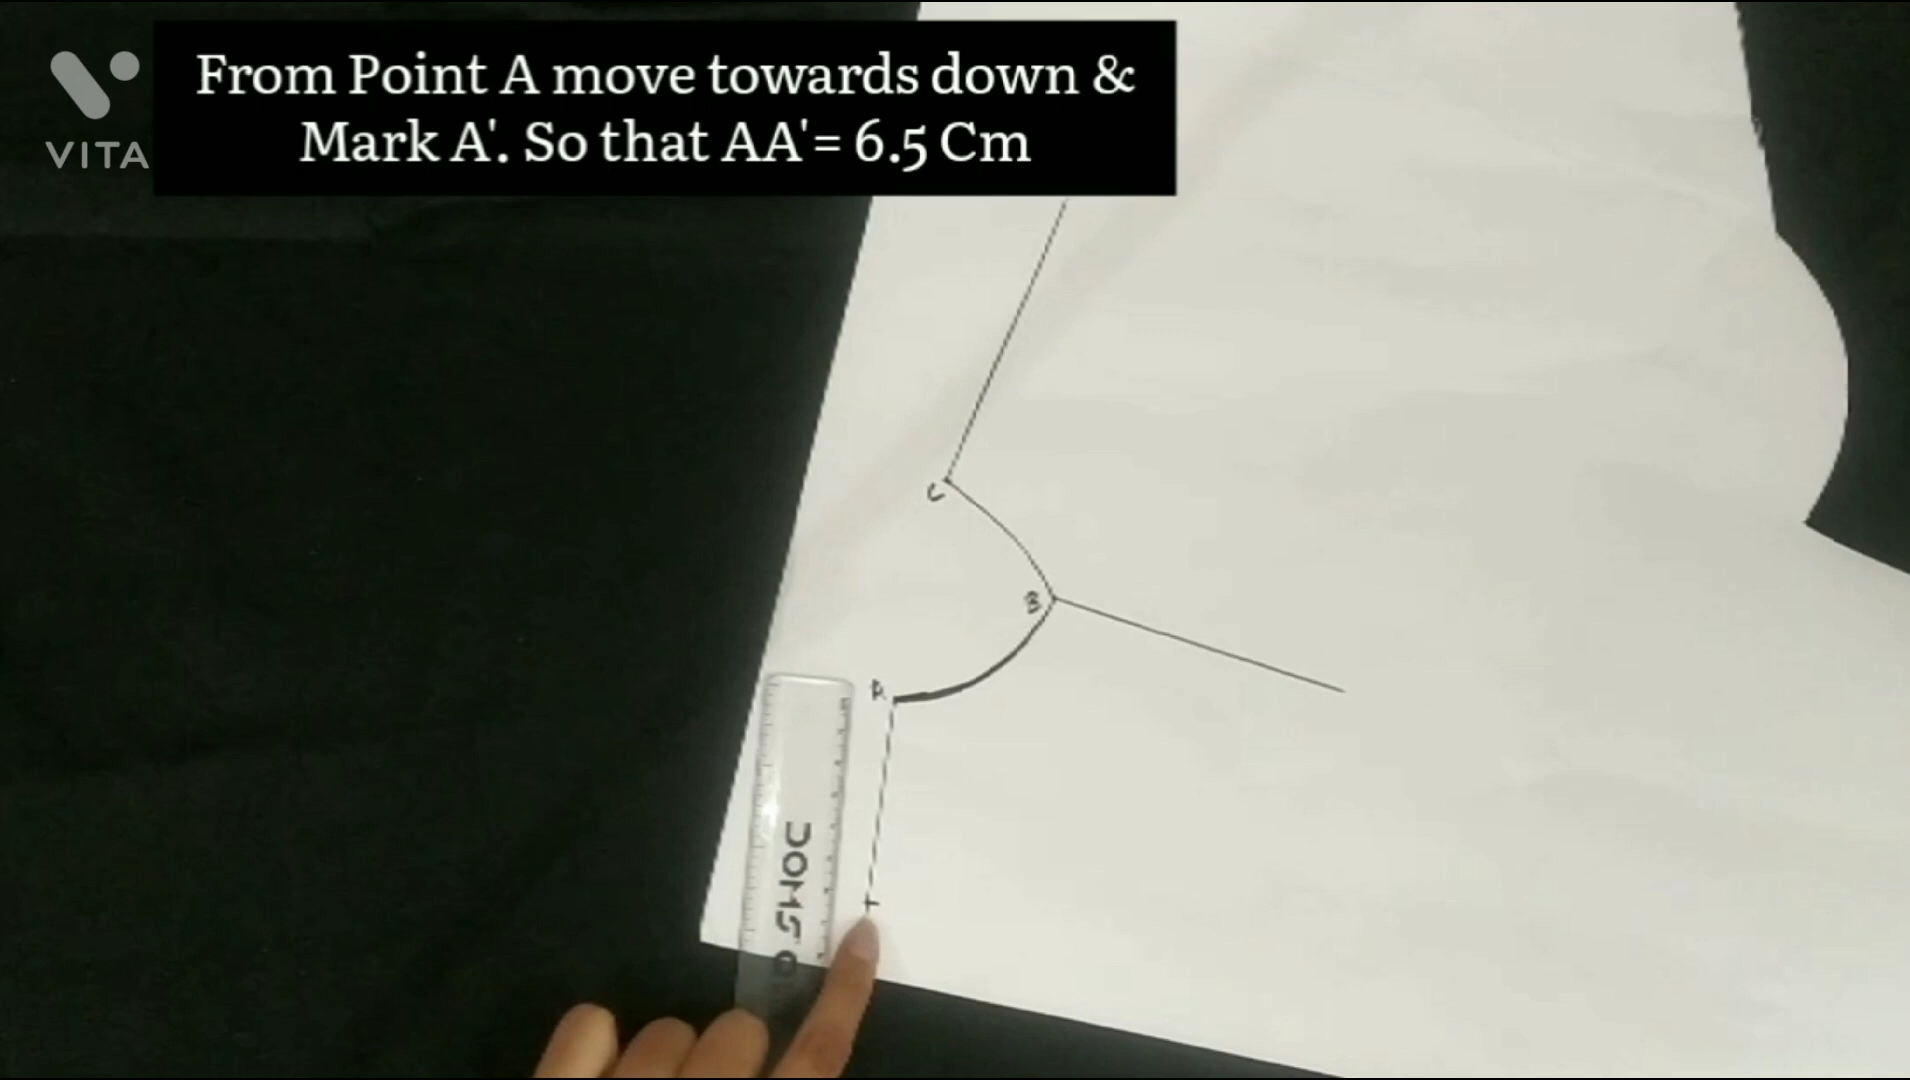 From Point A move towards down &
Mark A'. So that AA'= 6.5 Cm
VITA
C
B
A
DOMS